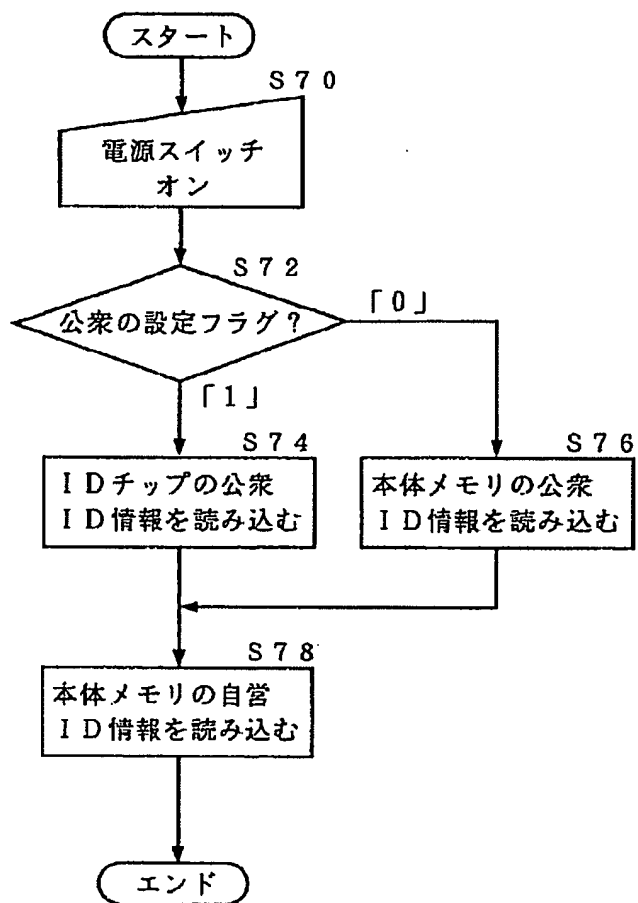 スタート
S70
電源スイッチ
オン
S72
公衆の設定フラグ？
「0」
「1」
S74
IDチップの公衆
ID情報を読み込む
S76
本体メモリの公衆
ID情報を読み込む
S78
本体メモリの自営
ID情報を読み込む
エンド